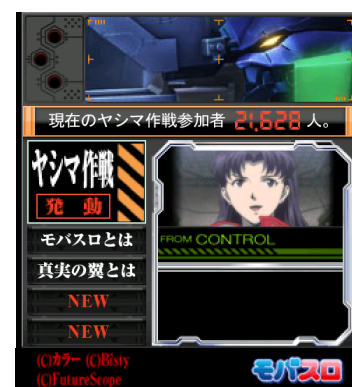 現在のヤシマ作戦参加者 21,628 人。
ヤシマ作戦
発動
モバスロとは
真実の翼とは
NEW
NEW
FROM CONTROL
(C)カラー (C)Bisty
(C)FutureScope
モバスロ